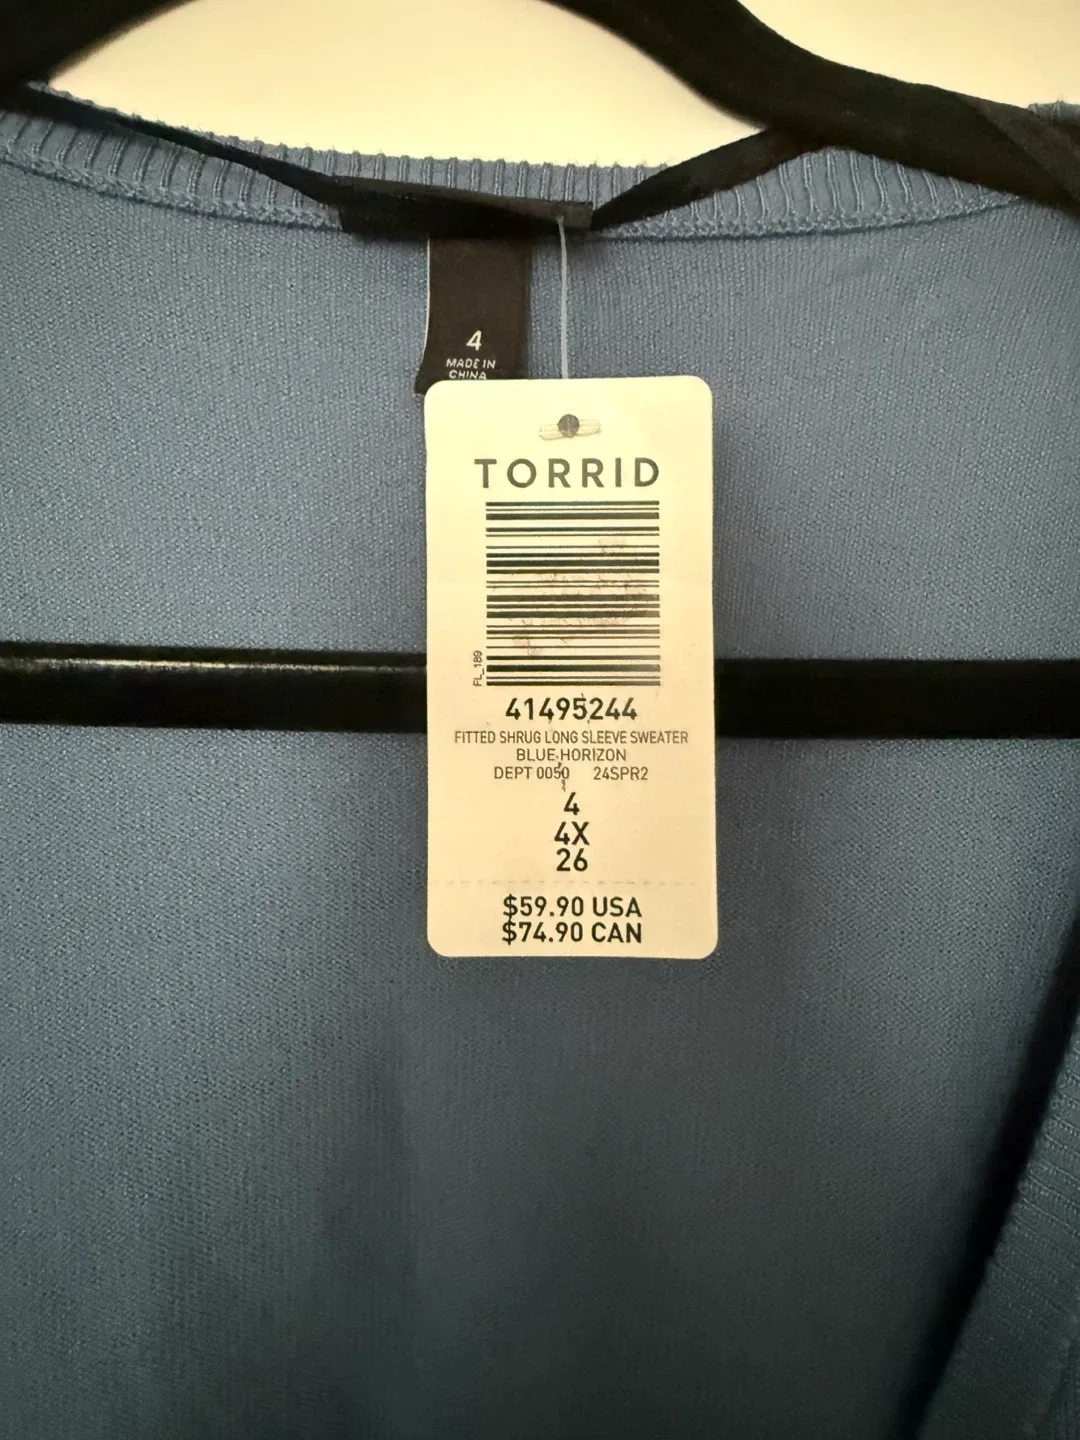 4
MADE IN
CHINA
TORRID
FL_189
41495244
FITTED SHRUG LONG SLEEVE SWEATER
BLUE HORIZON
DEPT 0050 24SPR2
4
4X
26
$59.90 USA
$74.90 CAN